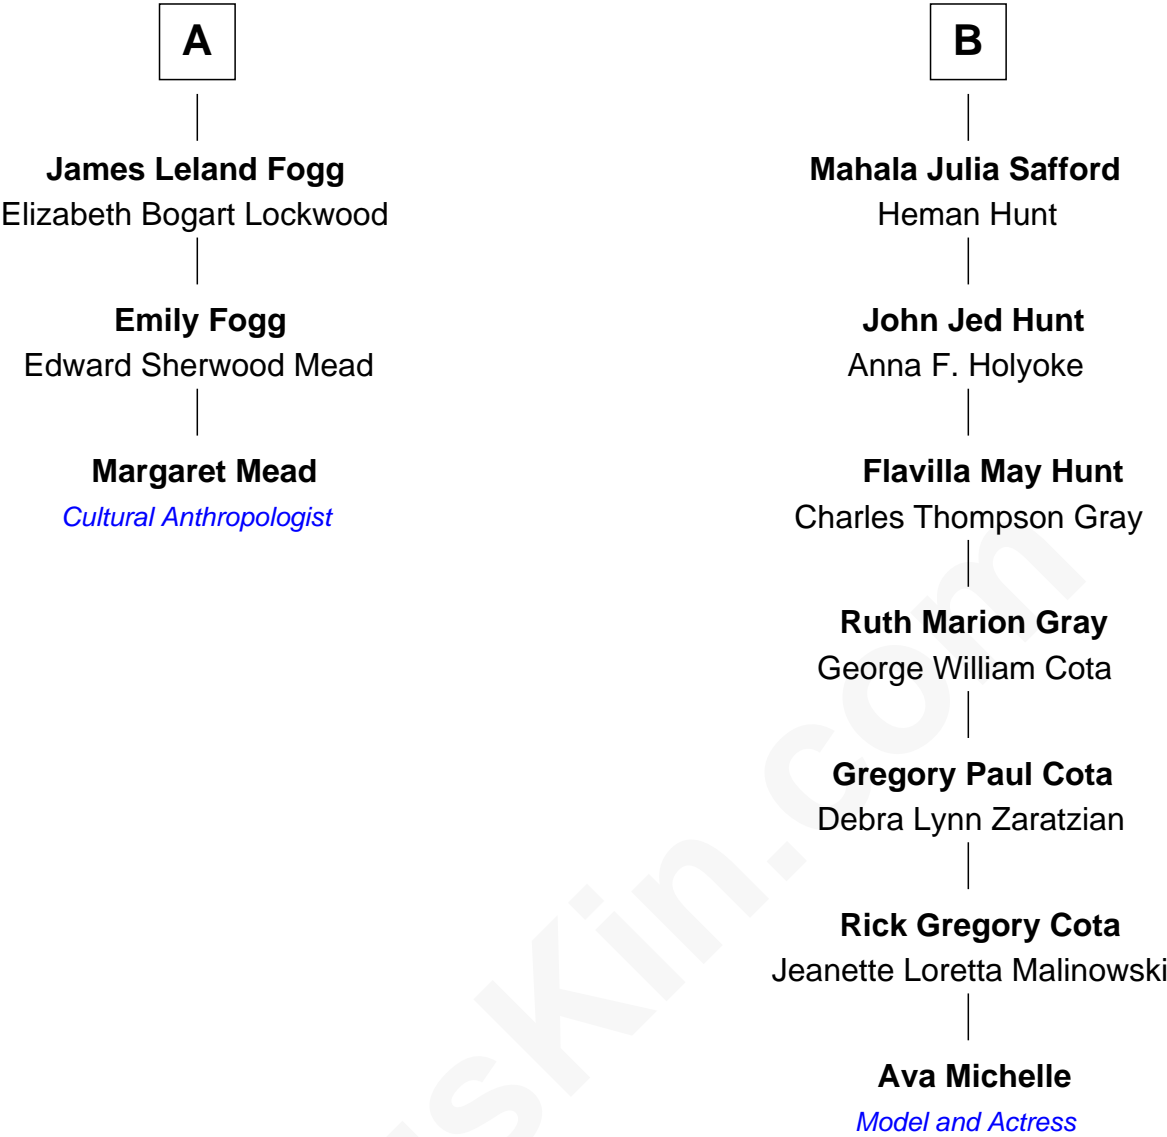 A
James Leland Fogg
Elizabeth Bogart Lockwood
Emily Fogg
Edward Sherwood Mead
Margaret Mead
Cultural Anthropologist
B
Mahala Julia Safford
Heman Hunt
John Jed Hunt
Anna F. Holyoke
Flavilla May Hunt
Charles Thompson Gray
Ruth Marion Gray
George William Cota
Gregory Paul Cota
Debra Lynn Zaratzian
Rick Gregory Cota
Jeanette Loretta Malinowski
Ava Michelle
Model and Actress
sKin.com